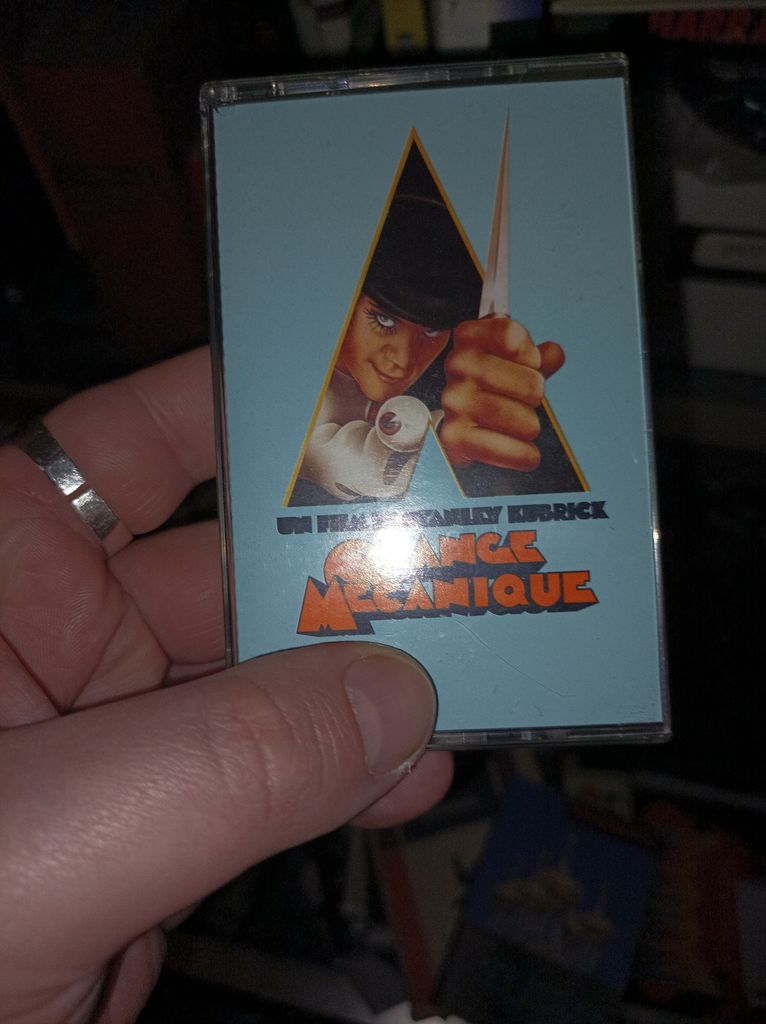 UN FILM DE STANLEY KUBRICK
ORANGE
MECANIQUE